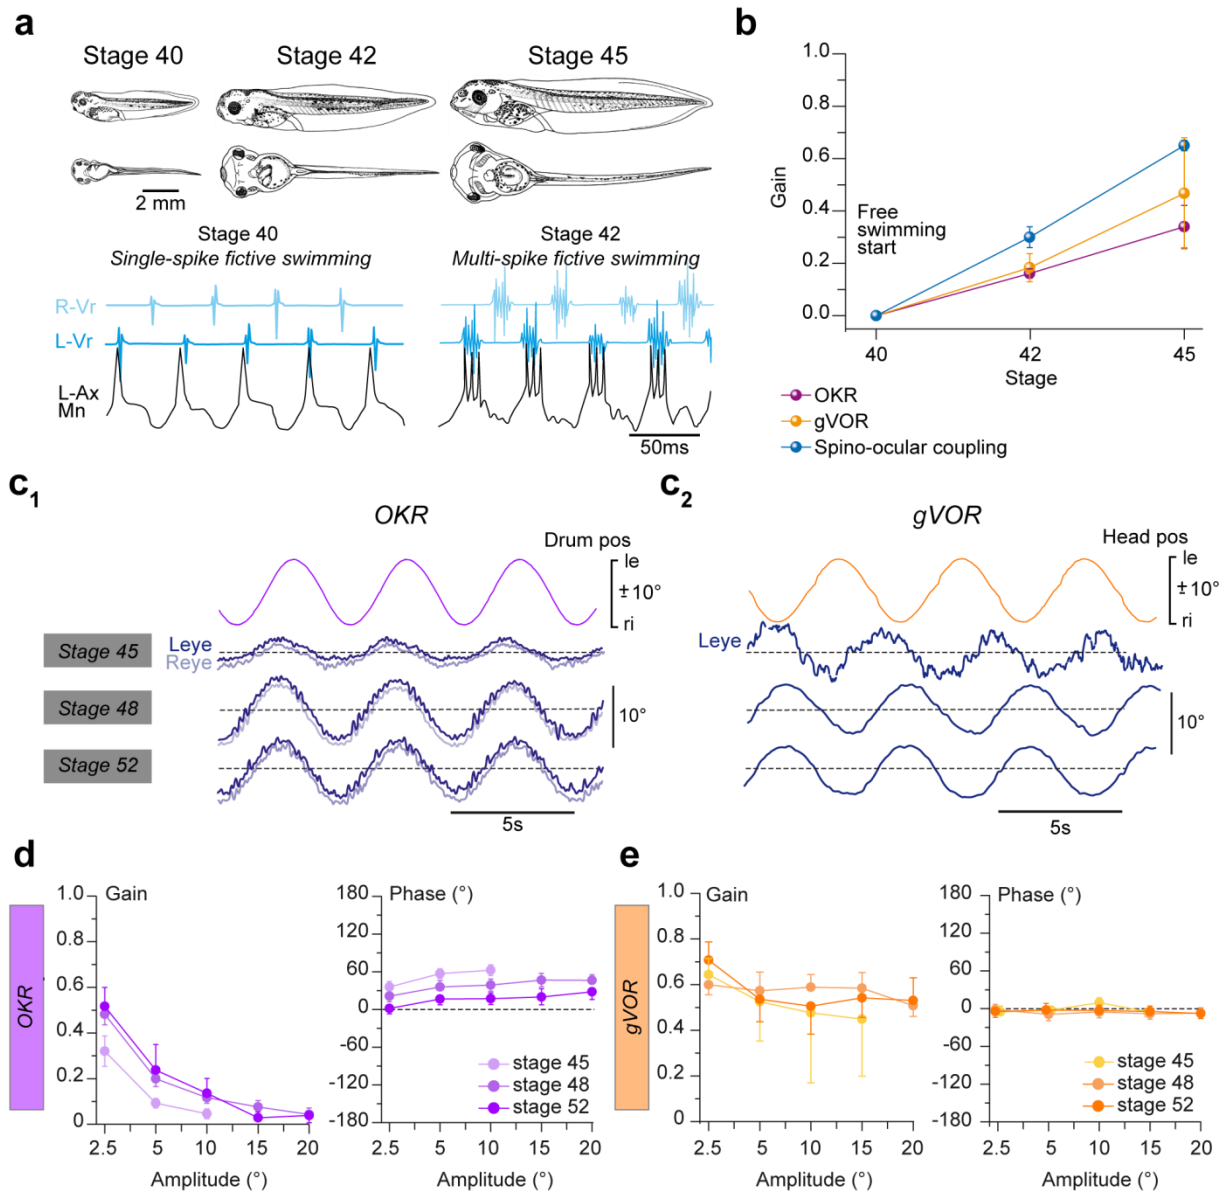 a
Stage 40
Stage 42
Stage 45
2 mm
Stage 40
Single-spike fictive swimming
Stage 42
Multi-spike fictive swimming
R-Vr
L-Vr
L-Ax
Mn
50ms
b
1.0
0.8
0.6
0.4
0.2
0.0
Gain
Free
swimming
start
40
42
45
Stage
OKR
gVOR
Spino-ocular coupling
c1
OKR
Drum pos
le
±10°
ri
Stage 45
Leye
Reye
Stage 48
10°
Stage 52
5s
c2
gVOR
Head pos
le
±10°
ri
Leye
10°
5s
d
OKR
1.0
0.8
0.6
0.4
0.2
0
Gain
2.5
5
10
15
20
Amplitude (°)
180
120
60
0
-60
-120
-180
Phase (°)
stage 45
stage 48
stage 52
2.5
5
10
15
20
Amplitude (°)
e
gVOR
1.0
0.8
0.6
0.4
0.2
0
Gain
2.5
5
10
15
20
Amplitude (°)
180
120
60
0
-60
-120
-180
Phase (°)
stage 45
stage 48
stage 52
2.5
5
10
15
20
Amplitude (°)